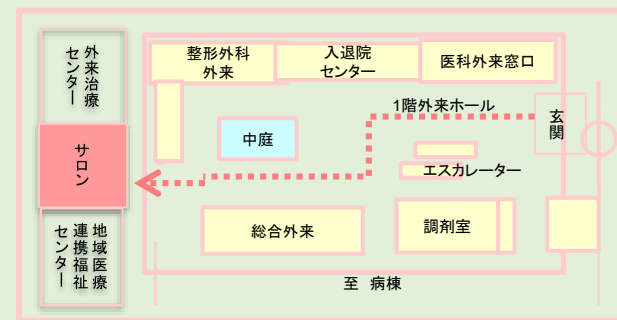 外来治療
センター
サロン
地域医療
連携福祉
センター
整形外科
外来
入退院
センター
医科外来窓口
1階外来ホール
玄関
中庭
エスカレーター
総合外来
調剤室
至 病棟